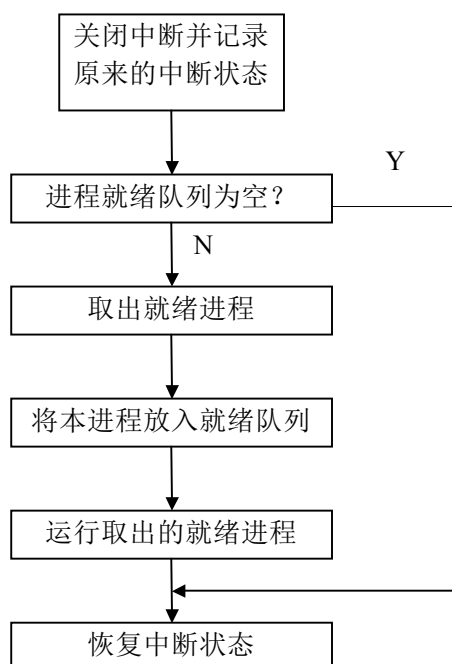 关闭中断并记录
原来的中断状态
Y
进程就绪队列为空？
N
取出就绪进程
将本进程放入就绪队列
运行取出的就绪进程
恢复中断状态